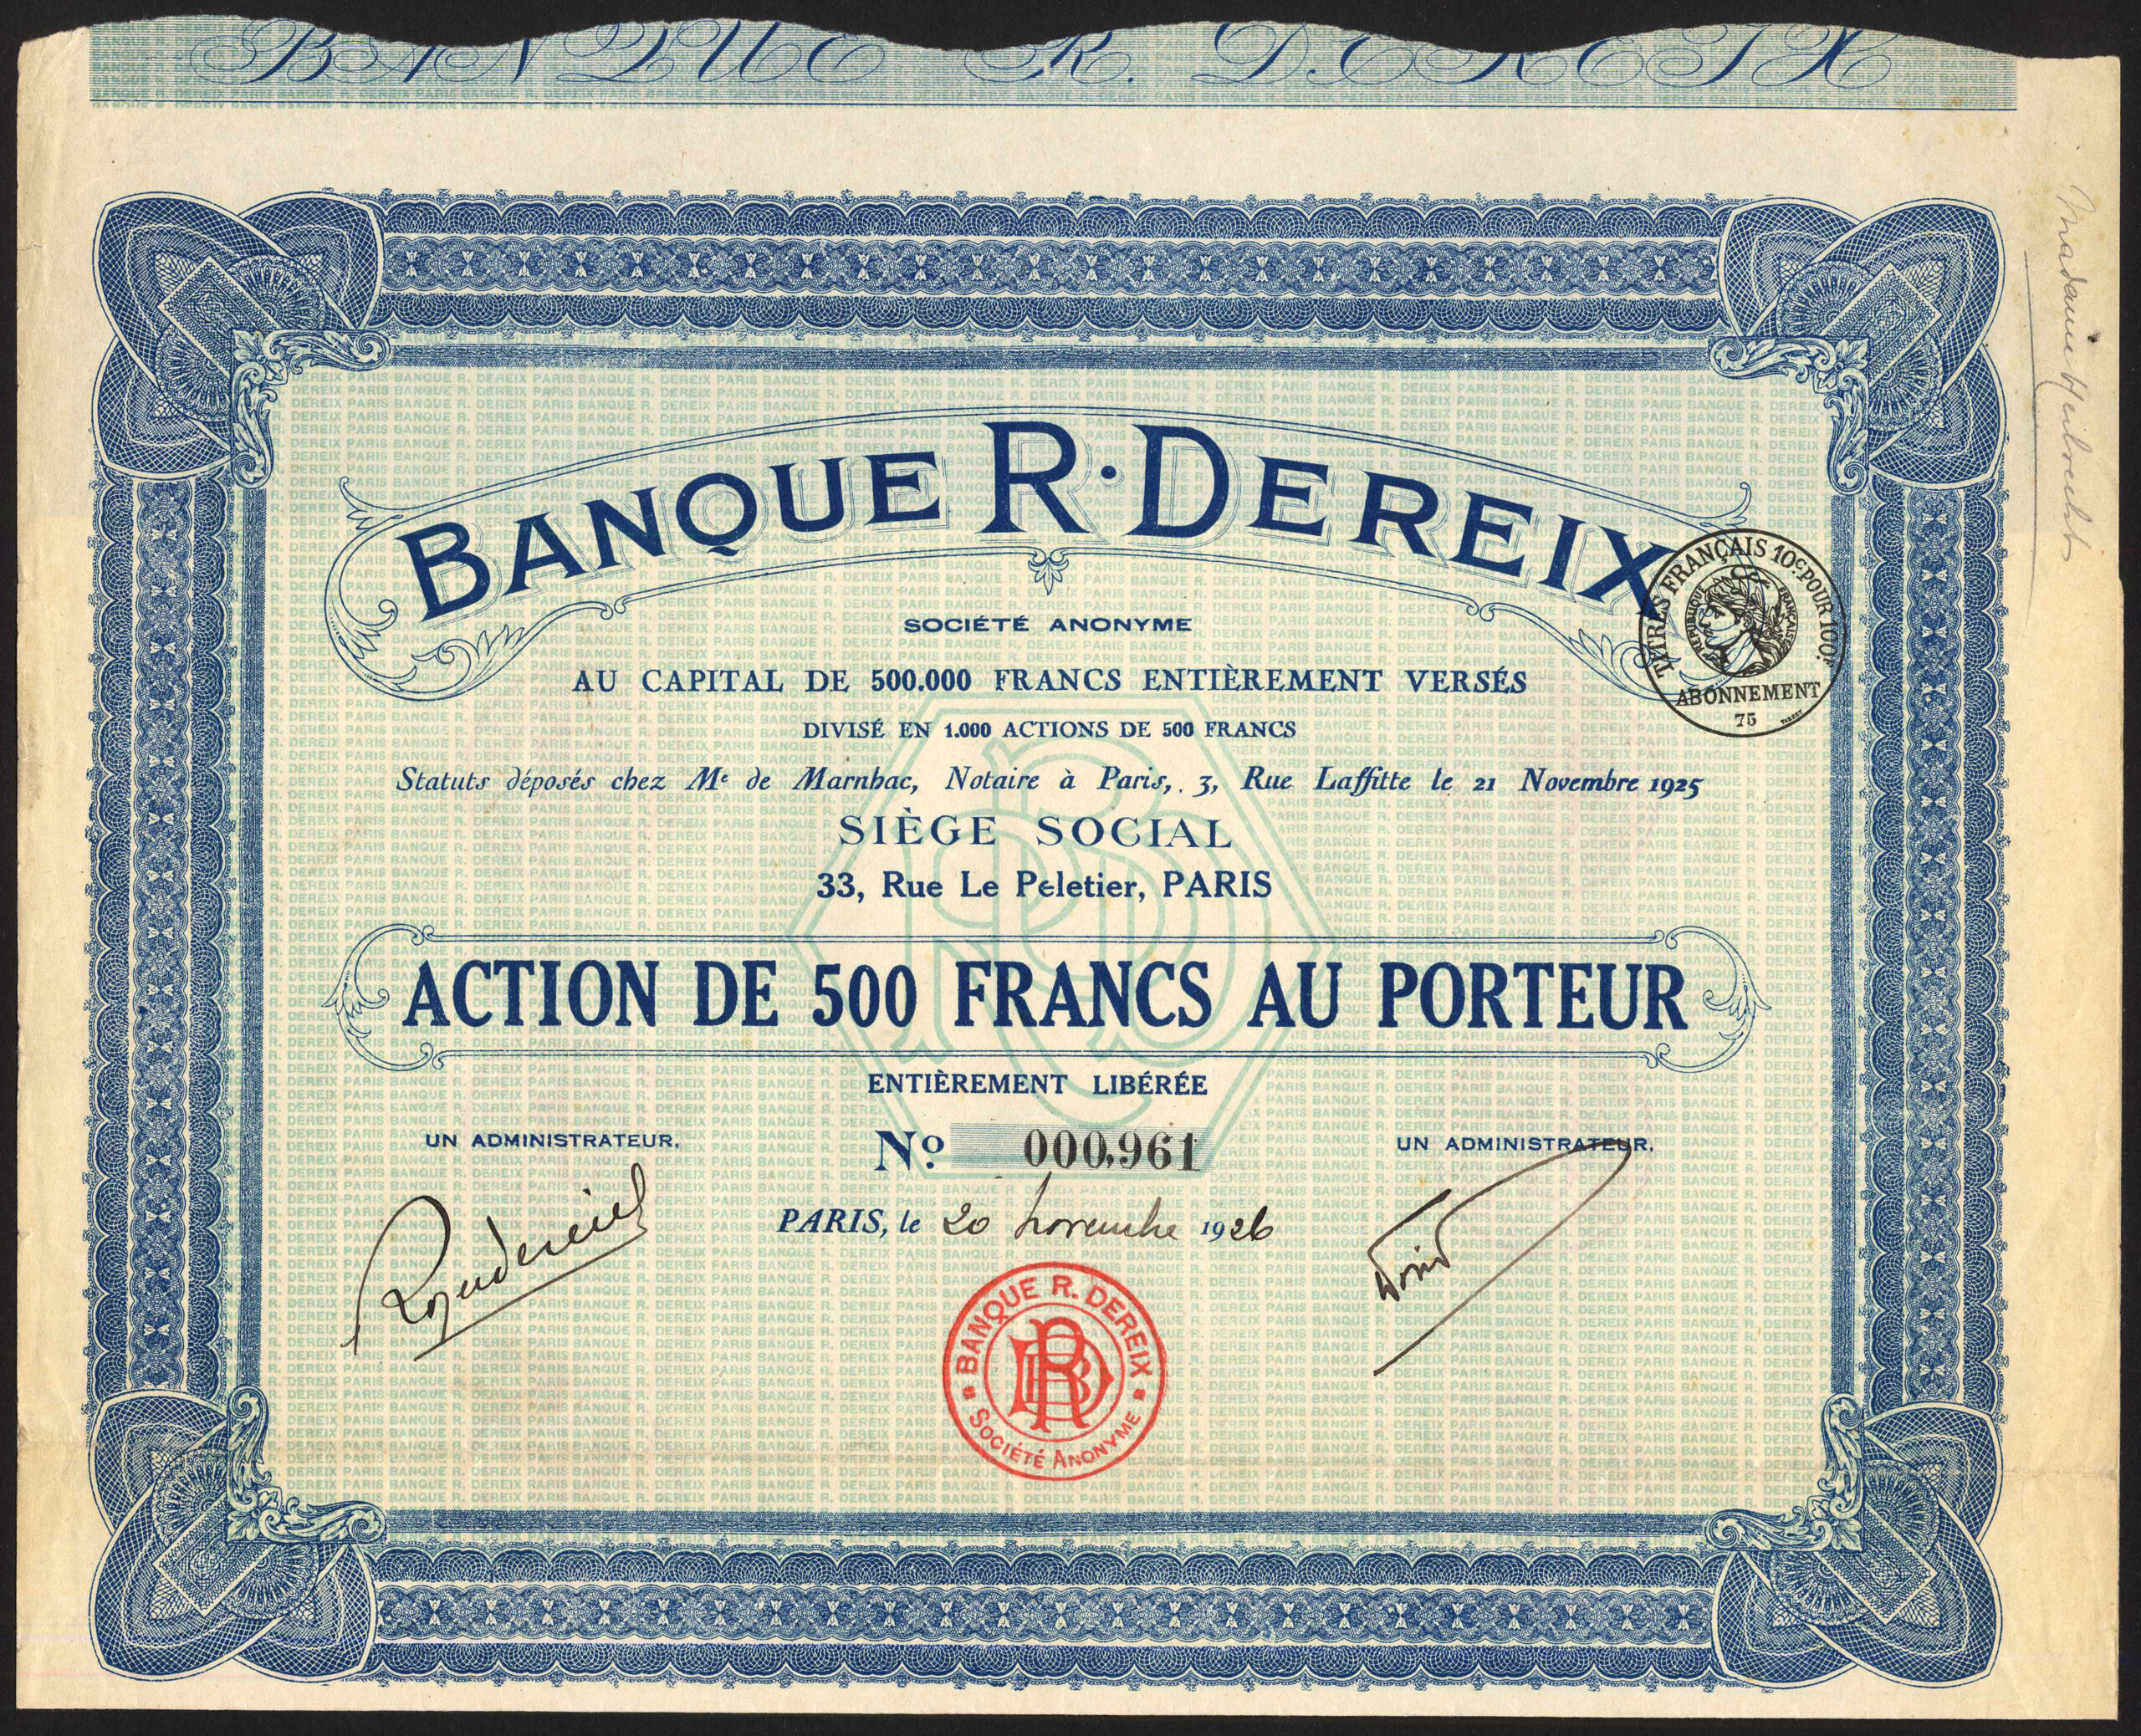 BANQUE R. DEREIX
BANQUE R. DEREIX
SOCIÉTÉ ANONYME
AU CAPITAL DE 500.000 FRANCS ENTIÈREMENT VERSÉS
DIVISÉ EN 1.000 ACTIONS DE 500 FRANCS
Statuts déposés chez Me de Marnhac, Notaire à Paris, 3, Rue Laffitte le 21 Novembre 1925
SIÈGE SOCIAL
33, Rue Le Peletier, PARIS
ACTION DE 500 FRANCS AU PORTEUR
ENTIÈREMENT LIBÉRÉE
UN ADMINISTRATEUR.
No 000,961
UN ADMINISTRATEUR.
PARIS, le 20 novembre 1926
BANQUE R. DEREIX
SOCIÉTÉ ANONYME
TITRES FRANÇAIS 10c POUR 100F
RÉPUBLIQUE FRANÇAISE
ABONNEMENT
75
Madame